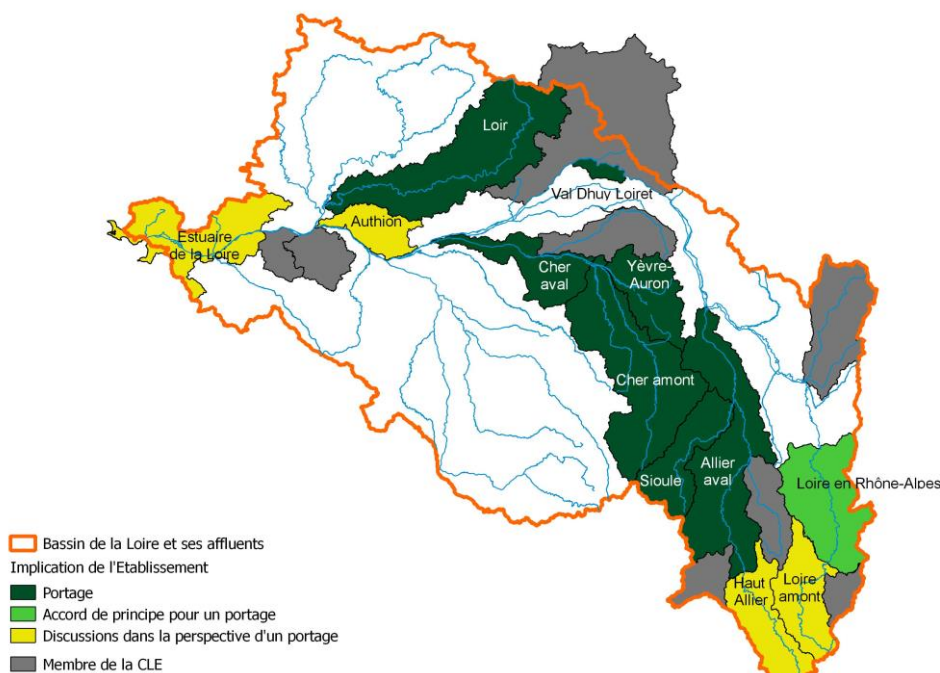 Loir
Val Dhuy Loiret
Authion
Estuaire
de la Loire
Cher
aval
Yèvre-
Auron
Cher amont
Sioule
Allier
aval
Loire en Rhône-Alpes
Haut
Allier
Loire
amont
Bassin de la Loire et ses affluents
Implication de l'Etablissement
Portage
Accord de principe pour un portage
Discussions dans la perspective d'un portage
Membre de la CLE